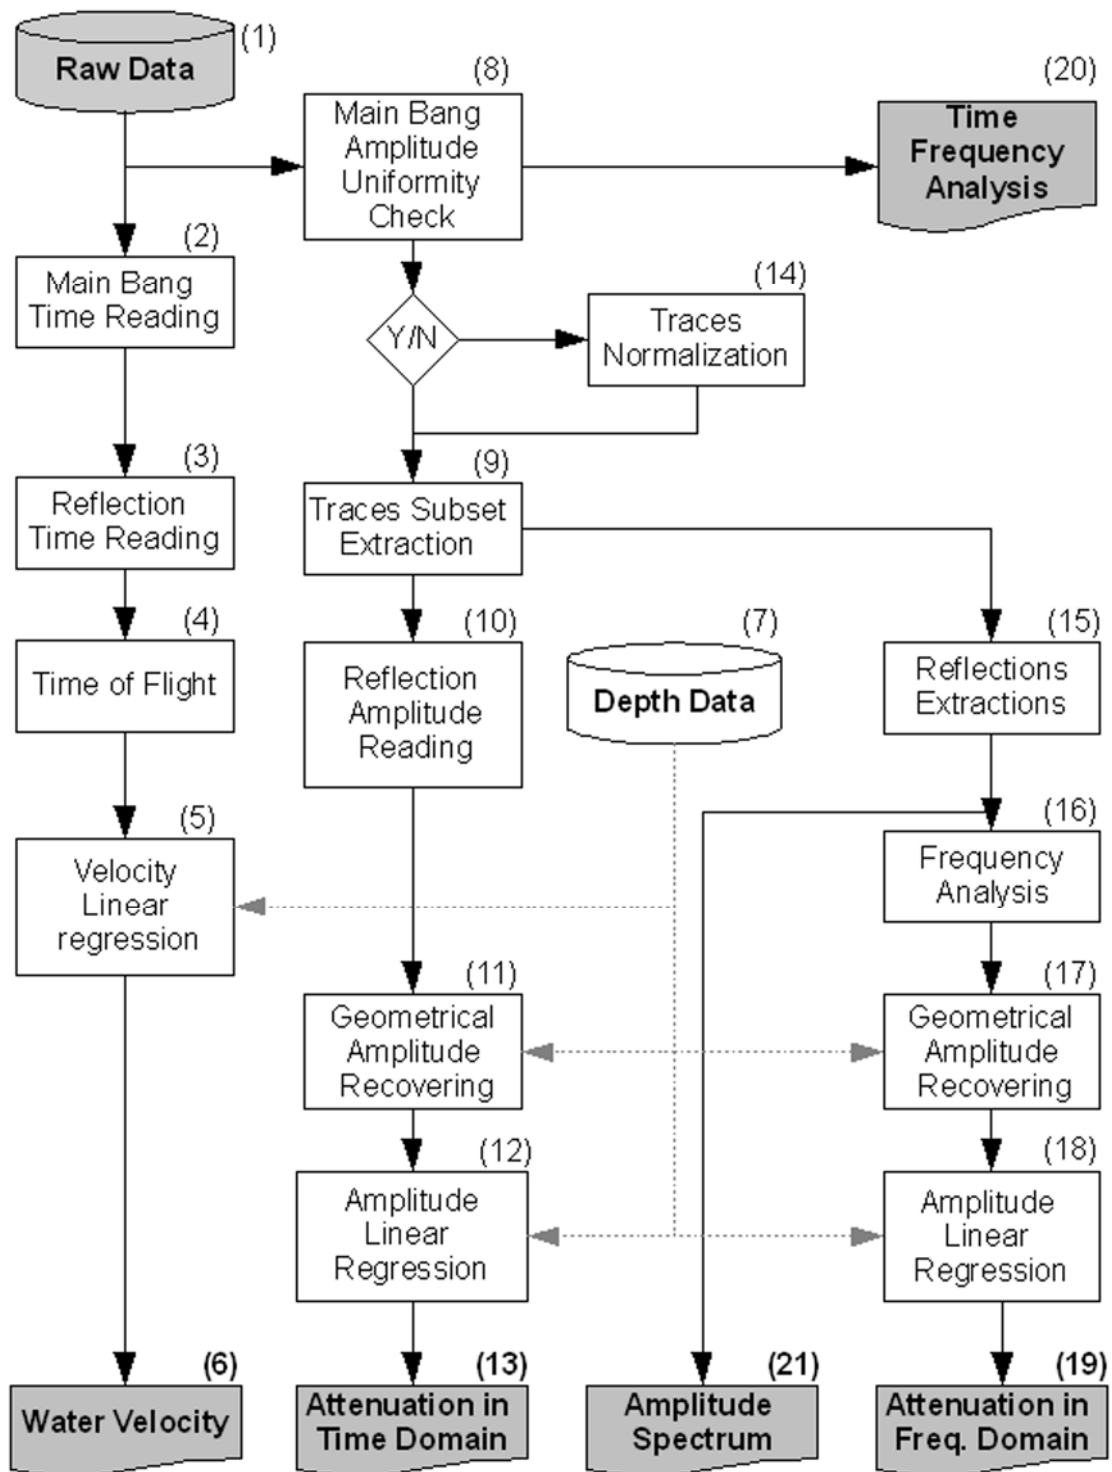 (1)
Raw Data
(8)
Main Bang
Amplitude
Uniformity
Check
(20)
Time
Frequency
Analysis
(2)
Main Bang
Time Reading
Y/N
(14)
Traces
Normalization
(3)
Reflection
Time Reading
(9)
Traces Subset
Extraction
(4)
Time of Flight
(10)
Reflection
Amplitude
Reading
(7)
Depth Data
(15)
Reflections
Extractions
(5)
Velocity
Linear
regression
(16)
Frequency
Analysis
(11)
Geometrical
Amplitude
Recovering
(17)
Geometrical
Amplitude
Recovering
(12)
Amplitude
Linear
Regression
(18)
Amplitude
Linear
Regression
(6)
Water Velocity
(13)
Attenuation in
Time Domain
(21)
Amplitude
Spectrum
(19)
Attenuation in
Freq. Domain